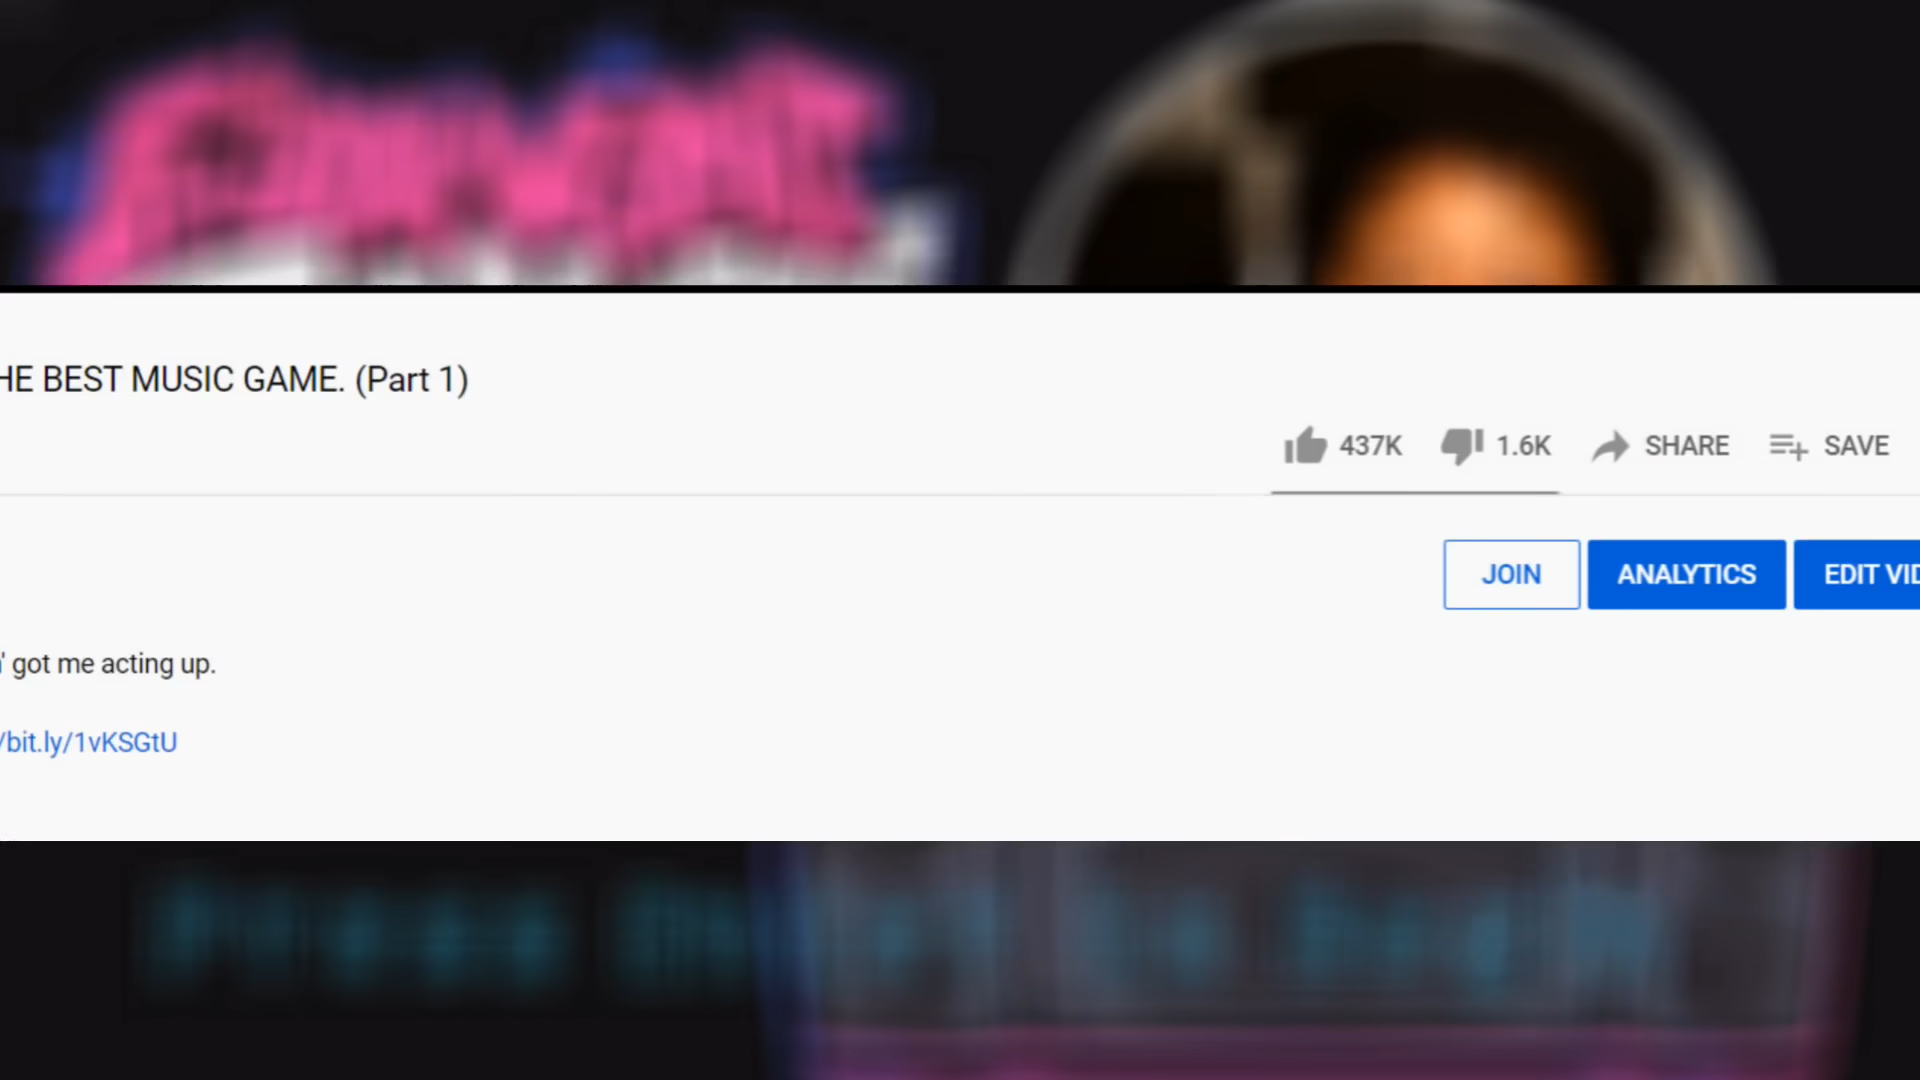 HE BEST MUSIC GAME. (Part 1)
437K 1.6K SHARE SAVE
JOIN ANALYTICS EDIT VID
' got me acting up.
/bit.ly/1vKSGtU